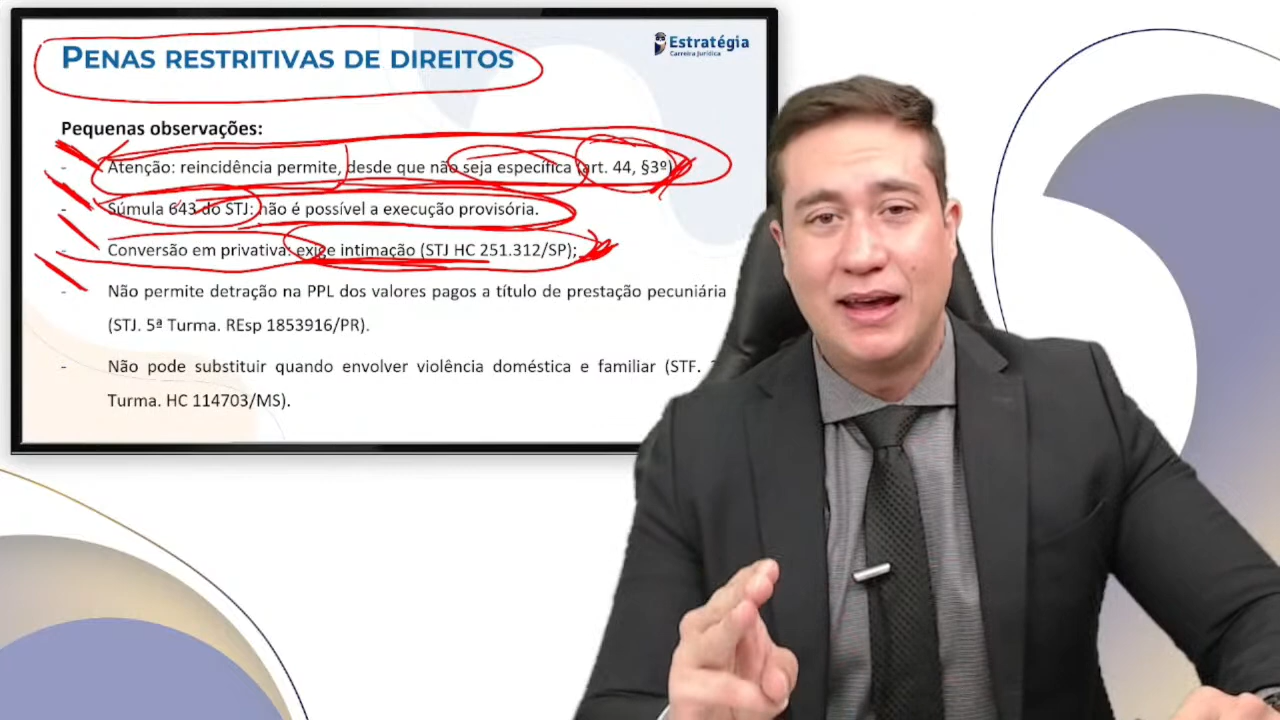 PENAS RESTRITIVAS DE DIREITOS
Estratégia
Carreira Jurídica
Pequenas observações:
- Atenção: reincidência permite, desde que não seja específica (art. 44, §3º)
- Súmula 643 do STJ: não é possível a execução provisória.
- Conversão em privativa: exige intimação (STJ HC 251.312/SP);
- Não permite detração na PPL dos valores pagos a título de prestação pecuniária
(STJ. 5ª Turma. REsp 1853916/PR).
- Não pode substituir quando envolver violência doméstica e familiar (STF.
Turma. HC 114703/MS).